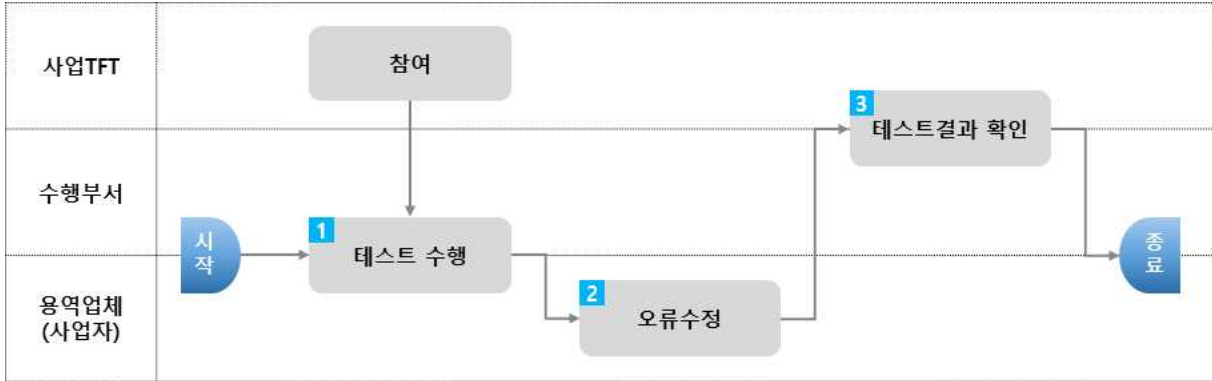 사업TFT
참여
3
테스트결과 확인
수행부서
시
작
1
테스트 수행
종
료
용역업체
(사업자)
2
오류수정